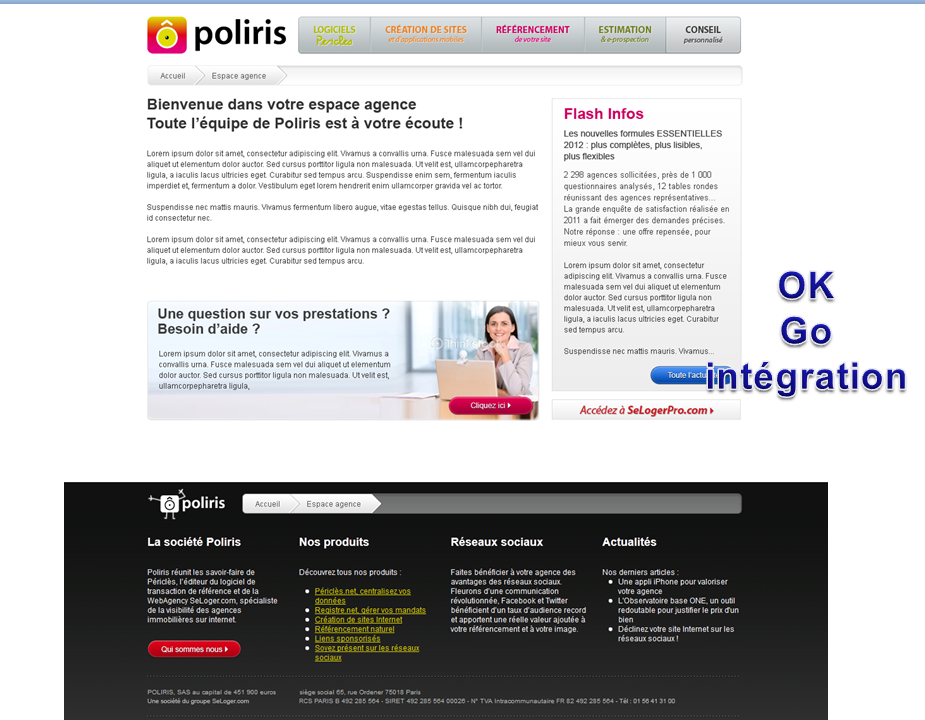 poliris
LOGICIELS
Périclès
CRÉATION DE SITES
et d'applications mobiles
RÉFÉRENCEMENT
de votre site
ESTIMATION
& e-prospection
CONSEIL
personnalisé
Accueil
Espace agence
Bienvenue dans votre espace agence
Toute l'équipe de Poliris est à votre écoute !
Lorem ipsum dolor sit amet, consectetur adipiscing elit. Vivamus a convallis urna. Fusce malesuada sem vel dui
aliquet ut elementum dolor auctor. Sed cursus porttitor ligula non malesuada. Ut velit est, ullamcorpepharetra
ligula, a iaculis lacus ultricies eget. Curabitur sed tempus arcu. Suspendisse enim sem, fermentum iaculis
imperdiet et, fermentum a dolor. Vestibulum eget lorem hendrerit enim ullamcorper gravida vel ac tortor.
Suspendisse nec mattis mauris. Vivamus fermentum libero augue, vitae egestas tellus. Quisque nibh dui, feugiat
id consectetur nec.
Lorem ipsum dolor sit amet, consectetur adipiscing elit. Vivamus a convallis urna. Fusce malesuada sem vel dui
aliquet ut elementum dolor auctor. Sed cursus porttitor ligula non malesuada. Ut velit est, ullamcorpepharetra
ligula, a iaculis lacus ultricies eget. Curabitur sed tempus arcu.
Une question sur vos prestations ?
Besoin d'aide ?
Lorem ipsum dolor sit amet, consectetur adipiscing elit. Vivamus a
convallis urna. Fusce malesuada sem vel dui aliquet ut elementum
dolor auctor. Sed cursus porttitor ligula non malesuada. Ut velit est,
ullamcorpepharetra ligula,
Cliquez ici
Flash Infos
Les nouvelles formules ESSENTIELLES
2012 : plus complètes, plus lisibles,
plus flexibles
2 298 agences sollicitées, près de 1 000
questionnaires analysés, 12 tables rondes
réunissant des agences représentatives...
La grande enquête de satisfaction réalisée en
2011 a fait émerger des demandes précises.
Notre réponse : une offre repensée, pour
mieux vous servir.
Lorem ipsum dolor sit amet, consectetur
adipiscing elit. Vivamus a convallis urna. Fusce
malesuada sem vel dui aliquet ut elementum
dolor auctor. Sed cursus porttitor ligula non
malesuada. Ut velit est, ullamcorpepharetra
ligula, a iaculis lacus ultricies eget. Curabitur
sed tempus arcu.
Suspendisse nec mattis mauris. Vivamus...
Toute l'actu
Accédez à SeLogerPro.com
OK
Go
intégration
poliris
Accueil
Espace agence
La société Poliris
Poliris réunit les savoir-faire de
Périclès, l'éditeur du logiciel de
transaction de référence et de la
WebAgency SeLoger.com, spécialiste
de la visibilité des agences
immobilières sur internet.
Qui sommes nous
Nos produits
Découvrez tous nos produits :
Périclès.net, centralisez vos
données
Registre.net, gérer vos mandats
Création de sites Internet
Référencement naturel
Liens sponsorisés
Soyez présent sur les réseaux
sociaux
Réseaux sociaux
Faites bénéficier à votre agence des
avantages des réseaux sociaux.
Fleurons d'une communication
révolutionnée, Facebook et Twitter
bénéficient d'un taux d'audience record
et apportent une réelle valeur ajoutée à
votre référencement et à votre image.
Actualités
Nos derniers articles :
Une appli iPhone pour valoriser
votre agence
L'Observatoire base ONE, un outil
redoutable pour justifier le prix d'un
bien
Déclinez votre site Internet sur les
réseaux sociaux !
POLIRIS, SAS au capital de 451 900 euros
Une société du groupe SeLoger.com
siège social 65, rue Ordener 75018 Paris
RCS PARIS B 492 285 564 - SIRET 492 285 564 00026 - N° TVA Intracommunautaire FR 82 492 285 564 - Tél : 01 56 41 31 00